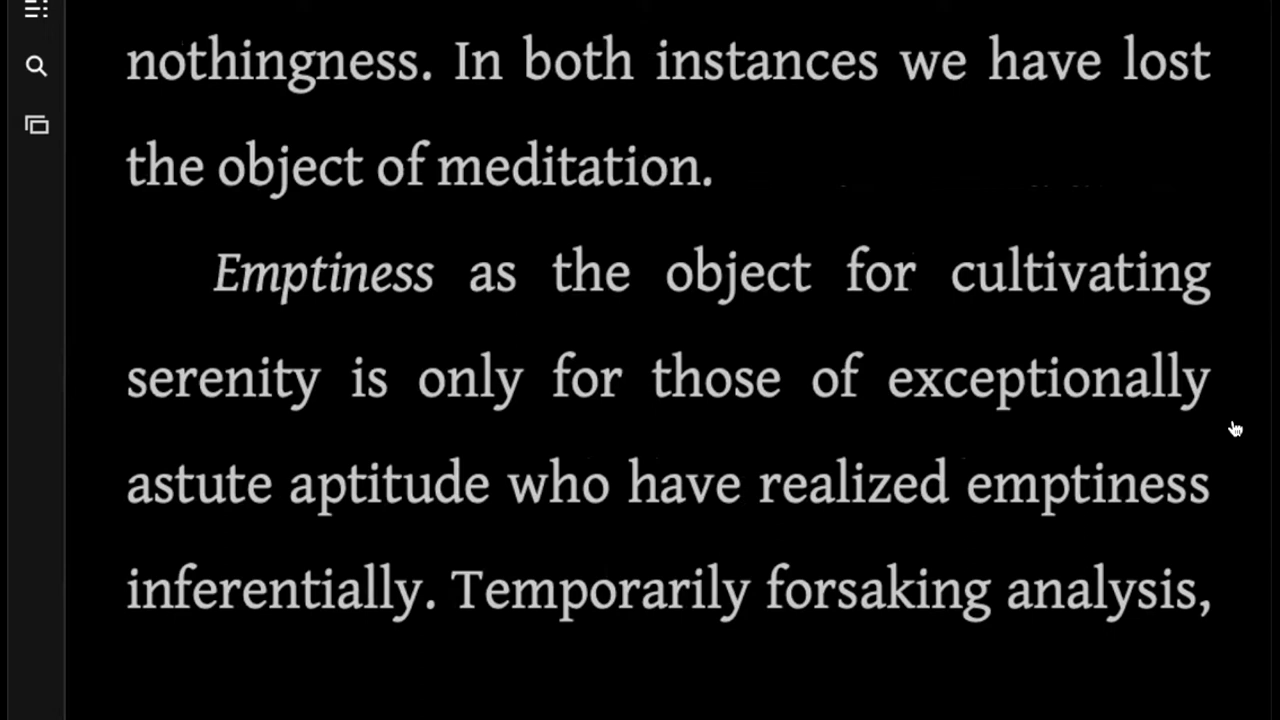 nothingness. In both instances we have lost
the object of meditation.
Emptiness as the object for cultivating
serenity is only for those of exceptionally
astute aptitude who have realized emptiness
inferentially. Temporarily forsaking analysis,